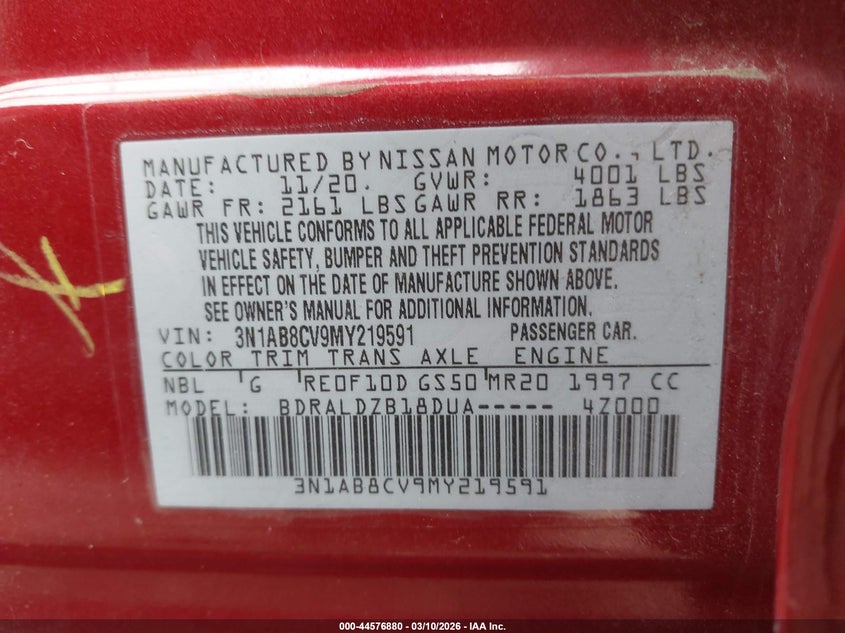 MANUFACTURED BY NISSAN MOTOR CO., LTD.
DATE: 11/20. GVWR: 4001 LBS
GAWR FR: 2161 LBS GAWR RR: 1863 LBS
THIS VEHICLE CONFORMS TO ALL APPLICABLE FEDERAL MOTOR
VEHICLE SAFETY, BUMPER AND THEFT PREVENTION STANDARDS
IN EFFECT ON THE DATE OF MANUFACTURE SHOWN ABOVE.
SEE OWNER'S MANUAL FOR ADDITIONAL INFORMATION.
VIN: 3N1AB8CV9MY219591 PASSENGER CAR.
COLOR TRIM TRANS AXLE ENGINE
NBL G RE0F10D GS50 MR20 1997 CC
MODEL: BDRALDZB18DUA----- 4Z000
3N1AB8CV9MY219591
000-44576880 - 03/10/2026 - IAA Inc.